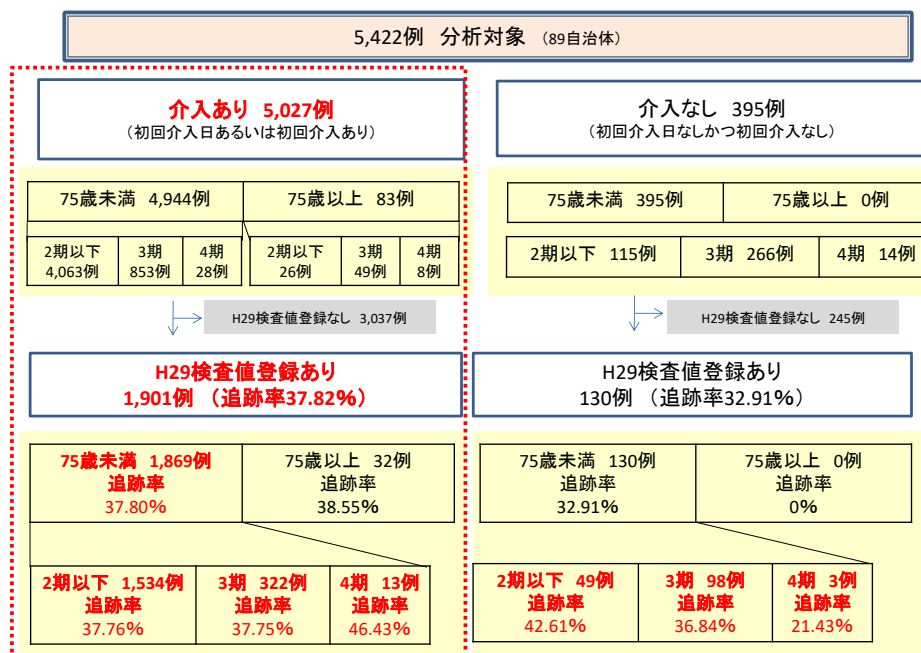 5,422例 分析対象 （89自治体）
介入あり 5,027例
（初回介入日あるいは初回介入あり）
75歳未満 4,944例
75歳以上 83例
2期以下
4,063例
3期
853例
4期
28例
2期以下
26例
3期
49例
4期
8例
H29検査値登録なし 3,037例
H29検査値登録あり
1,901例 （追跡率37.82%）
75歳未満 1,869例
追跡率
37.80%
75歳以上 32例
追跡率
38.55%
2期以下 1,534例
追跡率
37.76%
3期 322例
追跡率
37.75%
4期 13例
追跡率
46.43%
介入なし 395例
（初回介入日なしかつ初回介入なし）
75歳未満 395例
75歳以上 0例
2期以下 115例
3期 266例
4期 14例
H29検査値登録なし 245例
H29検査値登録あり
130例 （追跡率32.91%）
75歳未満 130例
追跡率
32.91%
75歳以上 0例
追跡率
0%
2期以下 49例
追跡率
42.61%
3期 98例
追跡率
36.84%
4期 3例
追跡率
21.43%